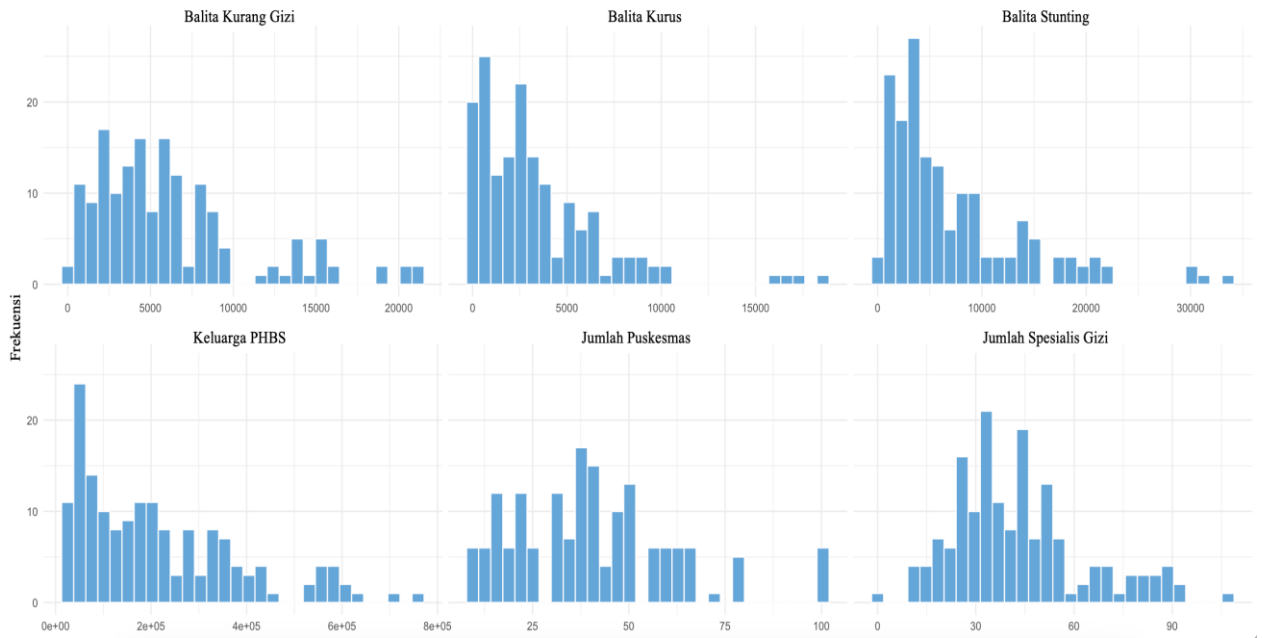 Balita Kurang Gizi
Balita Kurus
Balita Stunting
20
10
0
0 5000 10000 15000 20000
0 5000 10000 15000
0 10000 20000 30000
Frekuensi
Keluarga PHBS
Jumlah Puskesmas
Jumlah Spesialis Gizi
20
10
0
0e+00 2e+05 4e+05 6e+05 8e+05
25 50 75 100
0 30 60 90